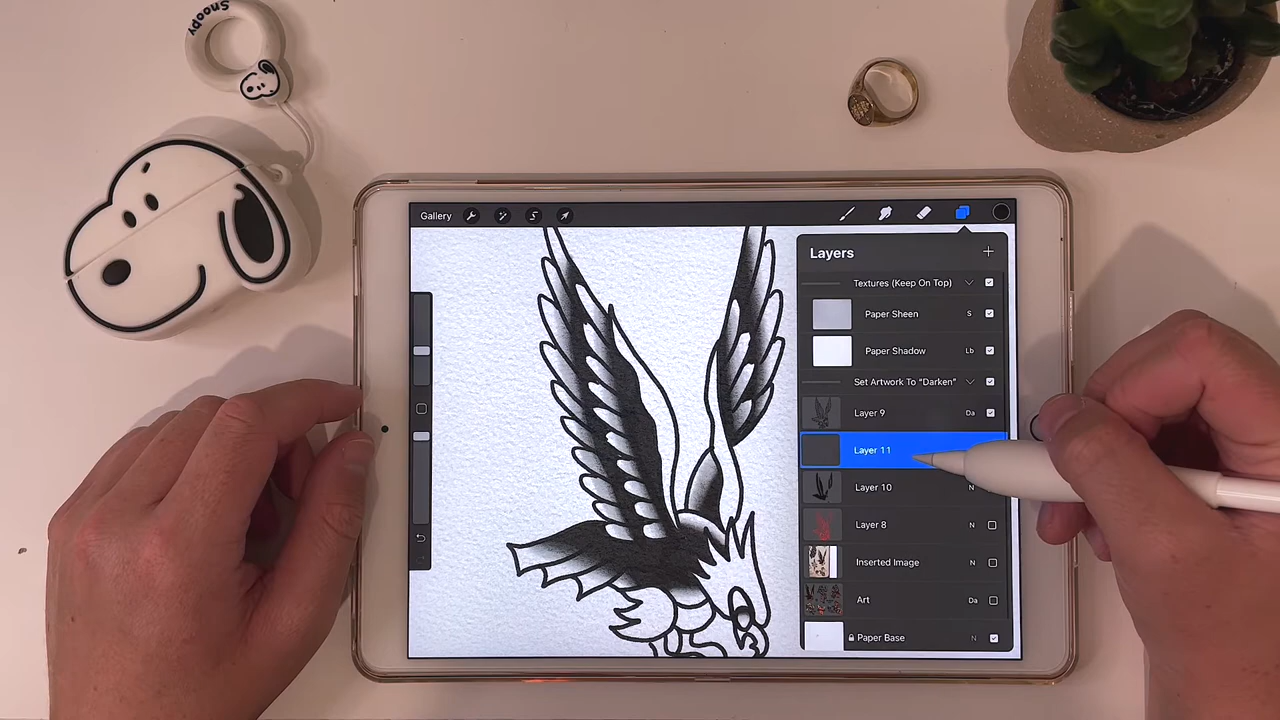 Snoopy
Gallery
Layers
Textures (Keep On Top)
Paper Sheen S
Paper Shadow Lb
Set Artwork To "Darken"
Layer 9 Da
Layer 11
Layer 10 N
Layer 8 N
Inserted Image N
Art Da
Paper Base N